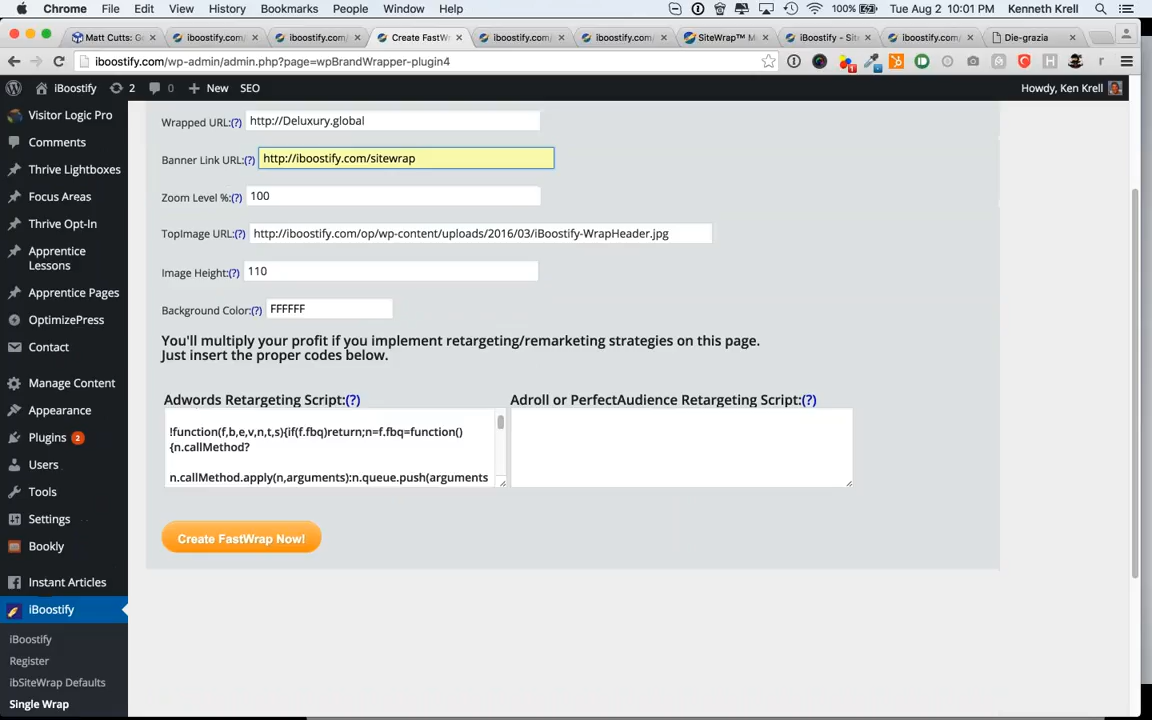 Chrome File Edit View History Bookmarks People Window Help 100% Tue Aug 2 10:01 PM Kenneth Krell
Matt Cutts: G iboostify.com/ iboostify.com/ Create FastW iboostify.com/ iboostify.com/ SiteWrap™ M iBoostify - Sit iboostify.com/ Die-grazia
iboostify.com/wp-admin/admin.php?page=wpBrandWrapper-plugin4
iBoostify 2 0 New SEO Howdy, Ken Krell
Visitor Logic Pro
Comments
Thrive Lightboxes
Focus Areas
Thrive Opt-In
Apprentice
Lessons
Apprentice Pages
OptimizePress
Contact
Manage Content
Appearance
Plugins 2
Users
Tools
Settings
Bookly
Instant Articles
iBoostify
iBoostify
Register
ibSiteWrap Defaults
Single Wrap
Wrapped URL:(?) http://Deluxury.global
Banner Link URL:(?) http://iboostify.com/sitewrap
Zoom Level %:(?) 100
TopImage URL:(?) http://iboostify.com/op/wp-content/uploads/2016/03/iBoostify-WrapHeader.jpg
Image Height:(?) 110
Background Color:(?) FFFFFF
You'll multiply your profit if you implement retargeting/remarketing strategies on this page.
Just insert the proper codes below.
Adwords Retargeting Script:(?)
!function(f,b,e,v,n,t,s){if(f.fbq)return;n=f.fbq=function()
{n.callMethod?
n.callMethod.apply(n,arguments):n.queue.push(arguments
Adroll or PerfectAudience Retargeting Script:(?)
Create FastWrap Now!